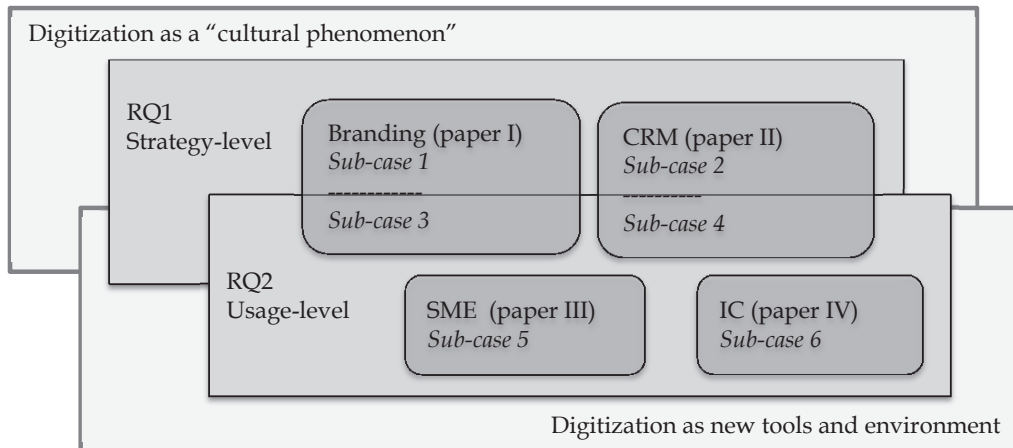 Digitization as a “cultural phenomenon”
RQ1
Strategy-level
Branding (paper I)
Sub-case 1
------------
Sub-case 3
CRM (paper II)
Sub-case 2
----------
Sub-case 4
RQ2
Usage-level
SME (paper III)
Sub-case 5
IC (paper IV)
Sub-case 6
Digitization as new tools and environment